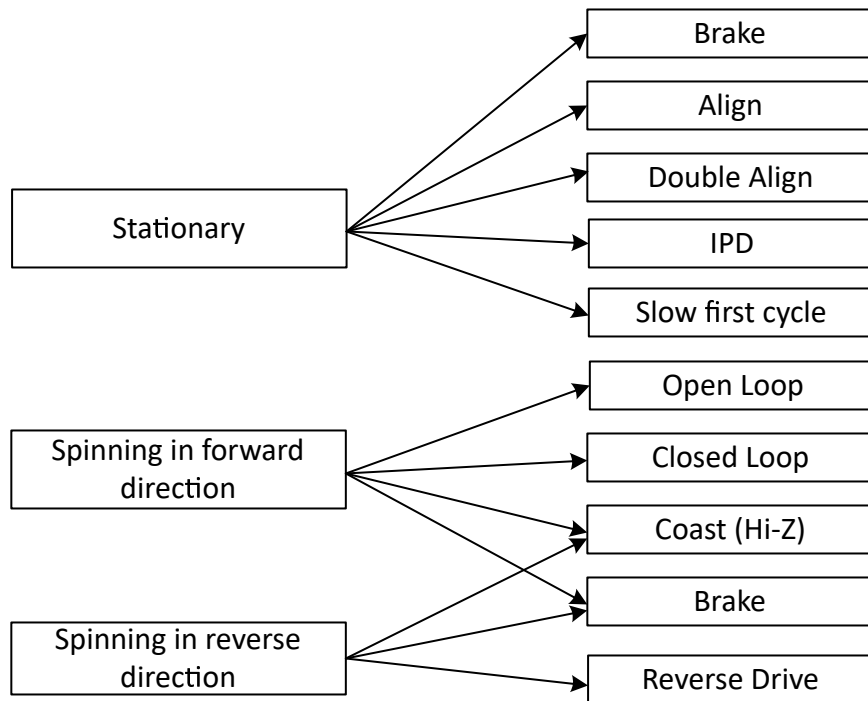 Brake
Align
Double Align
Stationary
IPD
Slow first cycle
Open Loop
Spinning in forward
direction
Closed Loop
Coast (Hi-Z)
Brake
Spinning in reverse
direction
Reverse Drive